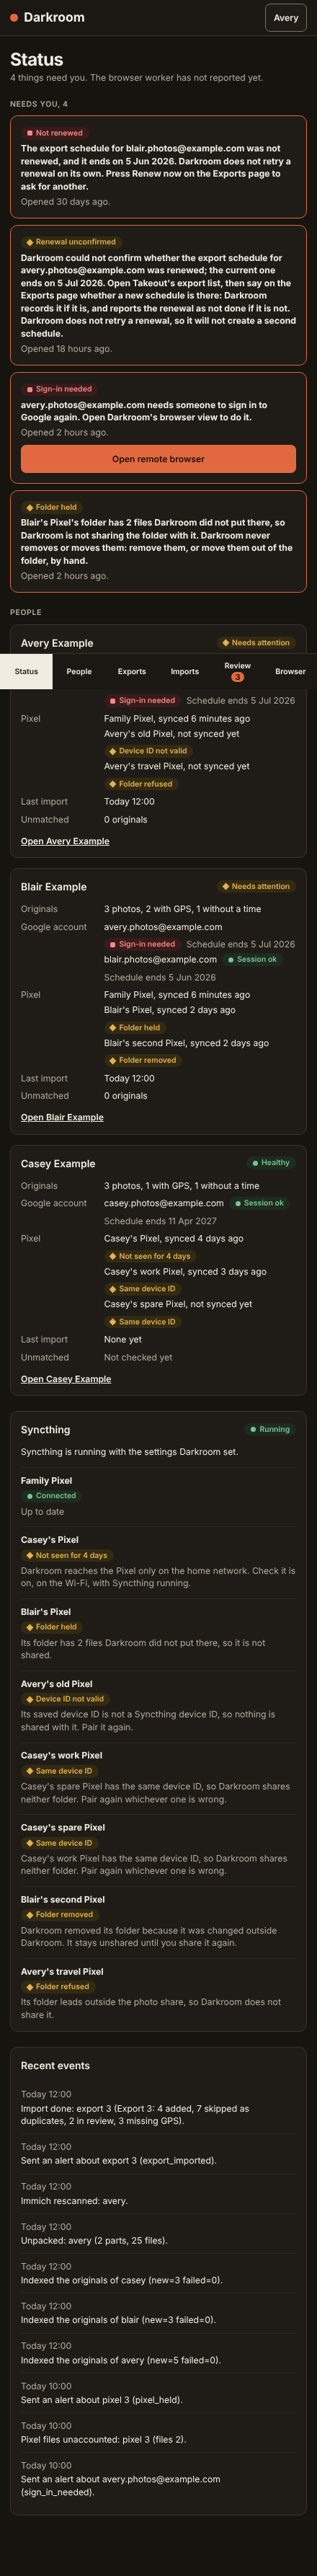 Darkroom
Avery
Status
4 things need you. The browser worker has not reported yet.
NEEDS YOU, 4
Not renewed
The export schedule for blair.photos@example.com was not
renewed, and it ends on 5 Jun 2026. Darkroom does not retry a
renewal on its own. Press Renew now on the Exports page to
ask for another.
Opened 30 days ago.
Renewal unconfirmed
Darkroom could not confirm whether the export schedule for
avery.photos@example.com was renewed; the current one
ends on 5 Jul 2026. Open Takeout's export list, then say on the
Exports page whether a new schedule is there: Darkroom
records it if it is, and reports the renewal as not done if it is not.
Darkroom does not retry a renewal, so it will not create a second
schedule.
Opened 18 hours ago.
Sign-in needed
avery.photos@example.com needs someone to sign in to
Google again. Open Darkroom's browser view to do it.
Opened 2 hours ago.
Open remote browser
Folder held
Blair's Pixel's folder has 2 files Darkroom did not put there, so
Darkroom is not sharing the folder with it. Darkroom never
removes or moves them: remove them, or move them out of the
folder, by hand.
Opened 2 hours ago.
PEOPLE
Avery Example
Needs attention
Status
People
Exports
Imports
Review
3
Browser
Sign-in needed Schedule ends 5 Jul 2026
Pixel Family Pixel, synced 6 minutes ago
Avery's old Pixel, not synced yet
Device ID not valid
Avery's travel Pixel, not synced yet
Folder refused
Last import Today 12:00
Unmatched 0 originals
Open Avery Example
Blair Example
Needs attention
Originals 3 photos, 2 with GPS, 1 without a time
Google account avery.photos@example.com
Sign-in needed Schedule ends 5 Jul 2026
blair.photos@example.com Session ok
Schedule ends 5 Jun 2026
Pixel Family Pixel, synced 6 minutes ago
Blair's Pixel, synced 2 days ago
Folder held
Blair's second Pixel, synced 2 days ago
Folder removed
Last import Today 12:00
Unmatched 0 originals
Open Blair Example
Casey Example
Healthy
Originals 3 photos, 1 with GPS, 1 without a time
Google account casey.photos@example.com Session ok
Schedule ends 11 Apr 2027
Pixel Casey's Pixel, synced 4 days ago
Not seen for 4 days
Casey's work Pixel, synced 3 days ago
Same device ID
Casey's spare Pixel, not synced yet
Same device ID
Last import None yet
Unmatched Not checked yet
Open Casey Example
Syncthing
Running
Syncthing is running with the settings Darkroom set.
Family Pixel
Connected
Up to date
Casey's Pixel
Not seen for 4 days
Darkroom reaches the Pixel only on the home network. Check it is
on, on the Wi-Fi, with Syncthing running.
Blair's Pixel
Folder held
Its folder has 2 files Darkroom did not put there, so it is not
shared.
Avery's old Pixel
Device ID not valid
Its saved device ID is not a Syncthing device ID, so nothing is
shared with it. Pair it again.
Casey's work Pixel
Same device ID
Casey's spare Pixel has the same device ID, so Darkroom shares
neither folder. Pair again whichever one is wrong.
Casey's spare Pixel
Same device ID
Casey's work Pixel has the same device ID, so Darkroom shares
neither folder. Pair again whichever one is wrong.
Blair's second Pixel
Folder removed
Darkroom removed its folder because it was changed outside
Darkroom. It stays unshared until you share it again.
Avery's travel Pixel
Folder refused
Its folder leads outside the photo share, so Darkroom does not
share it.
Recent events
Today 12:00
Import done: export 3 (Export 3: 4 added, 7 skipped as
duplicates, 2 in review, 3 missing GPS).
Today 12:00
Sent an alert about export 3 (export_imported).
Today 12:00
Immich rescanned: avery.
Today 12:00
Unpacked: avery (2 parts, 25 files).
Today 12:00
Indexed the originals of casey (new=3 failed=0).
Today 12:00
Indexed the originals of blair (new=3 failed=0).
Today 12:00
Indexed the originals of avery (new=5 failed=0).
Today 10:00
Sent an alert about pixel 3 (pixel_held).
Today 10:00
Pixel files unaccounted: pixel 3 (files 2).
Today 10:00
Sent an alert about avery.photos@example.com
(sign_in_needed).